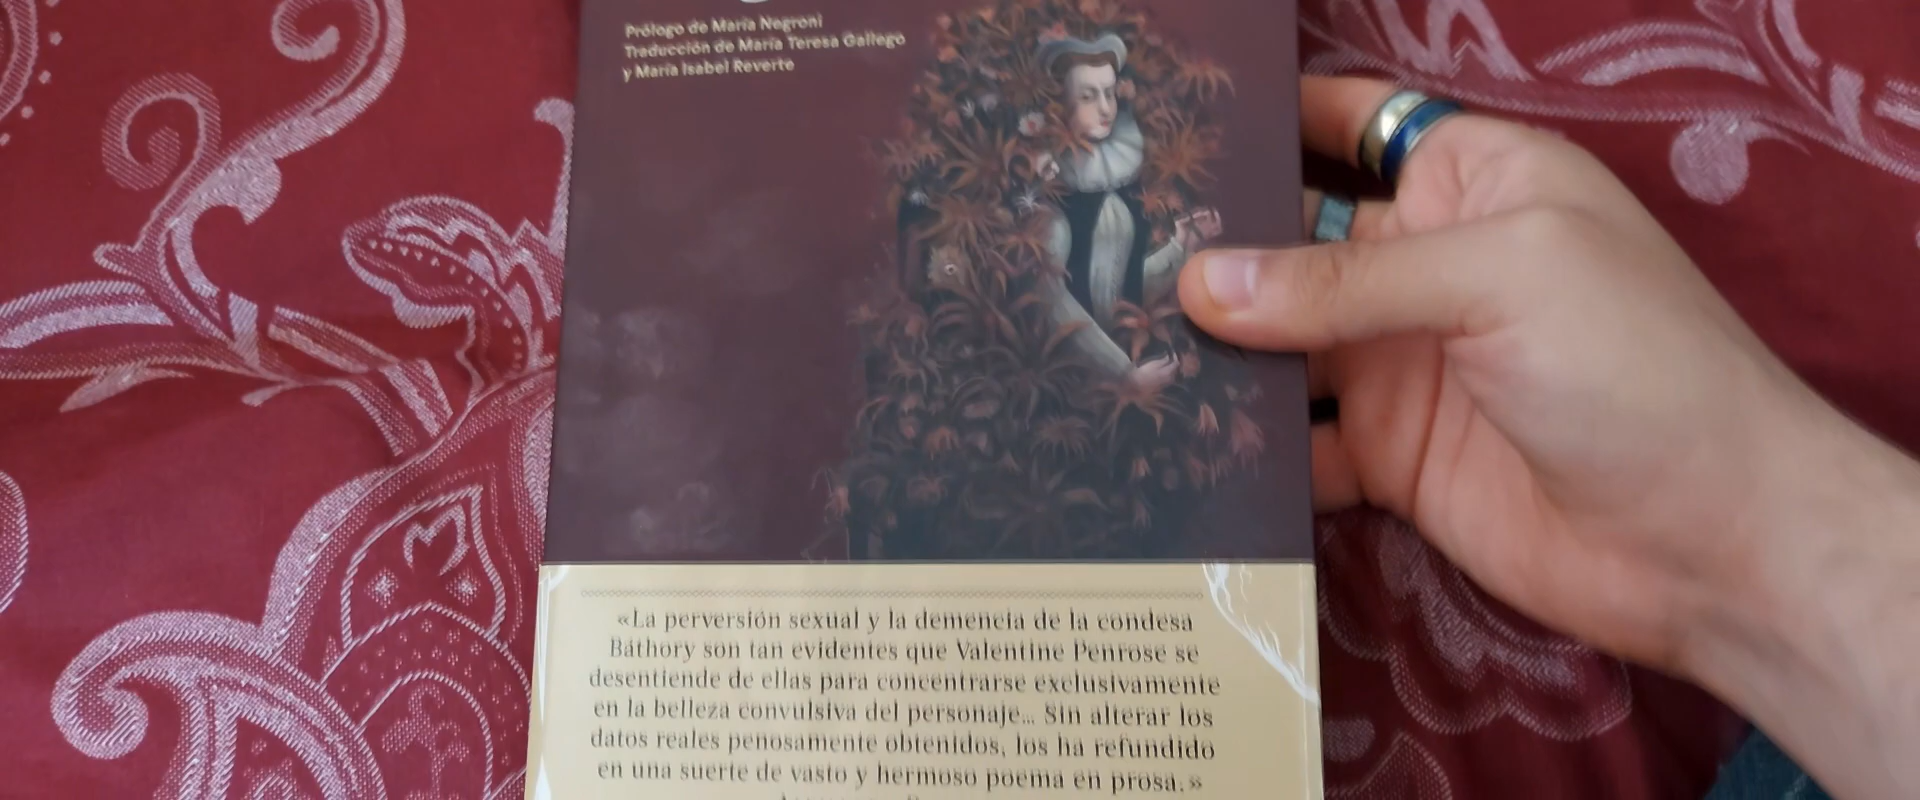 Prólogo de María Negroni
Traducción de María Teresa Gallego
y María Isabel Reverte
«La perversión sexual y la demencia de la condesa
Báthory son tan evidentes que Valentine Penrose se
desentiende de ellas para concentrarse exclusivamente
en la belleza convulsiva del personaje... Sin alterar los
datos reales penosamente obtenidos, los ha refundido
en una suerte de vasto y hermoso poema en prosa.»